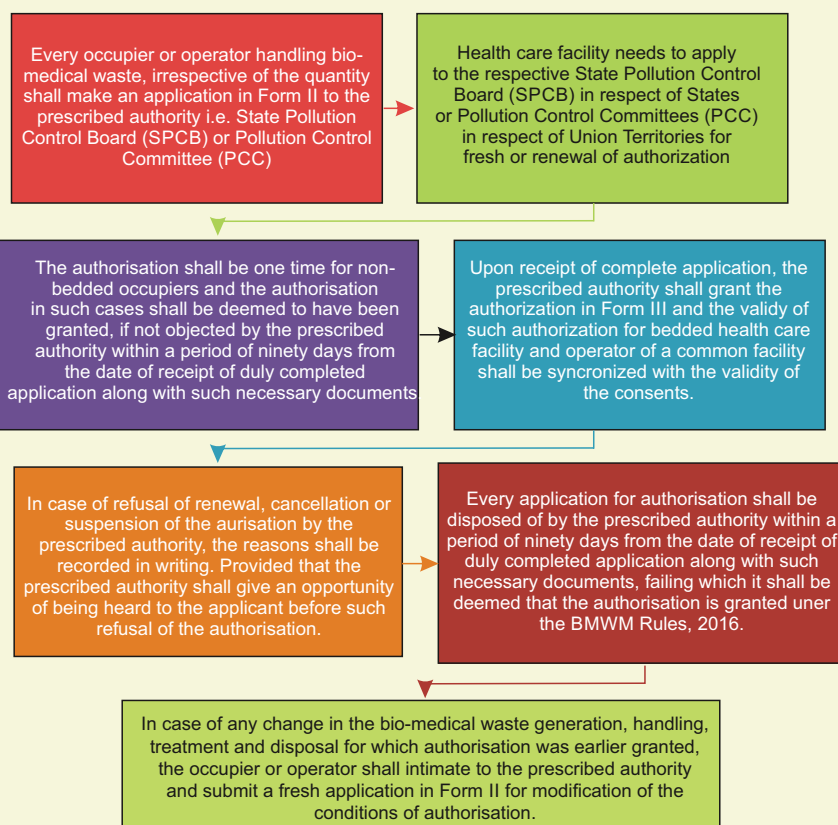 Every occupier or operator handling bio-
medical waste, irrespective of the quantity
shall make an application in Form II to the
prescribed authority i.e. State Pollution
Control Board (SPCB) or Pollution Control
Committee (PCC)
Health care facility needs to apply
to the respective State Pollution Control
Board (SPCB) in respect of States
or Pollution Control Committees (PCC)
in respect of Union Territories for
fresh or renewal of authorization
The authorisation shall be one time for non-
bedded occupiers and the authorisation
in such cases shall be deemed to have been
granted, if not objected by the prescribed
authority within a period of ninety days from
the date of receipt of duly completed
application along with such necessary documents.
Upon receipt of complete application, the
prescribed authority shall grant the
authorization in Form III and the validy of
such authorization for bedded health care
facility and operator of a common facility
shall be syncronized with the validity of
the consents.
In case of refusal of renewal, cancellation or
suspension of the aurisation by the
prescribed authority, the reasons shall be
recorded in writing. Provided that the
prescribed authority shall give an opportunity
of being heard to the applicant before such
refusal of the authorisation.
Every application for authorisation shall be
disposed of by the prescribed authority within a
period of ninety days from the date of receipt of
duly completed application along with such
necessary documents, failing which it shall be
deemed that the authorisation is granted uner
the BMWM Rules, 2016.
In case of any change in the bio-medical waste generation, handling,
treatment and disposal for which authorisation was earlier granted,
the occupier or operator shall intimate to the prescribed authority
and submit a fresh application in Form II for modification of the
conditions of authorisation.